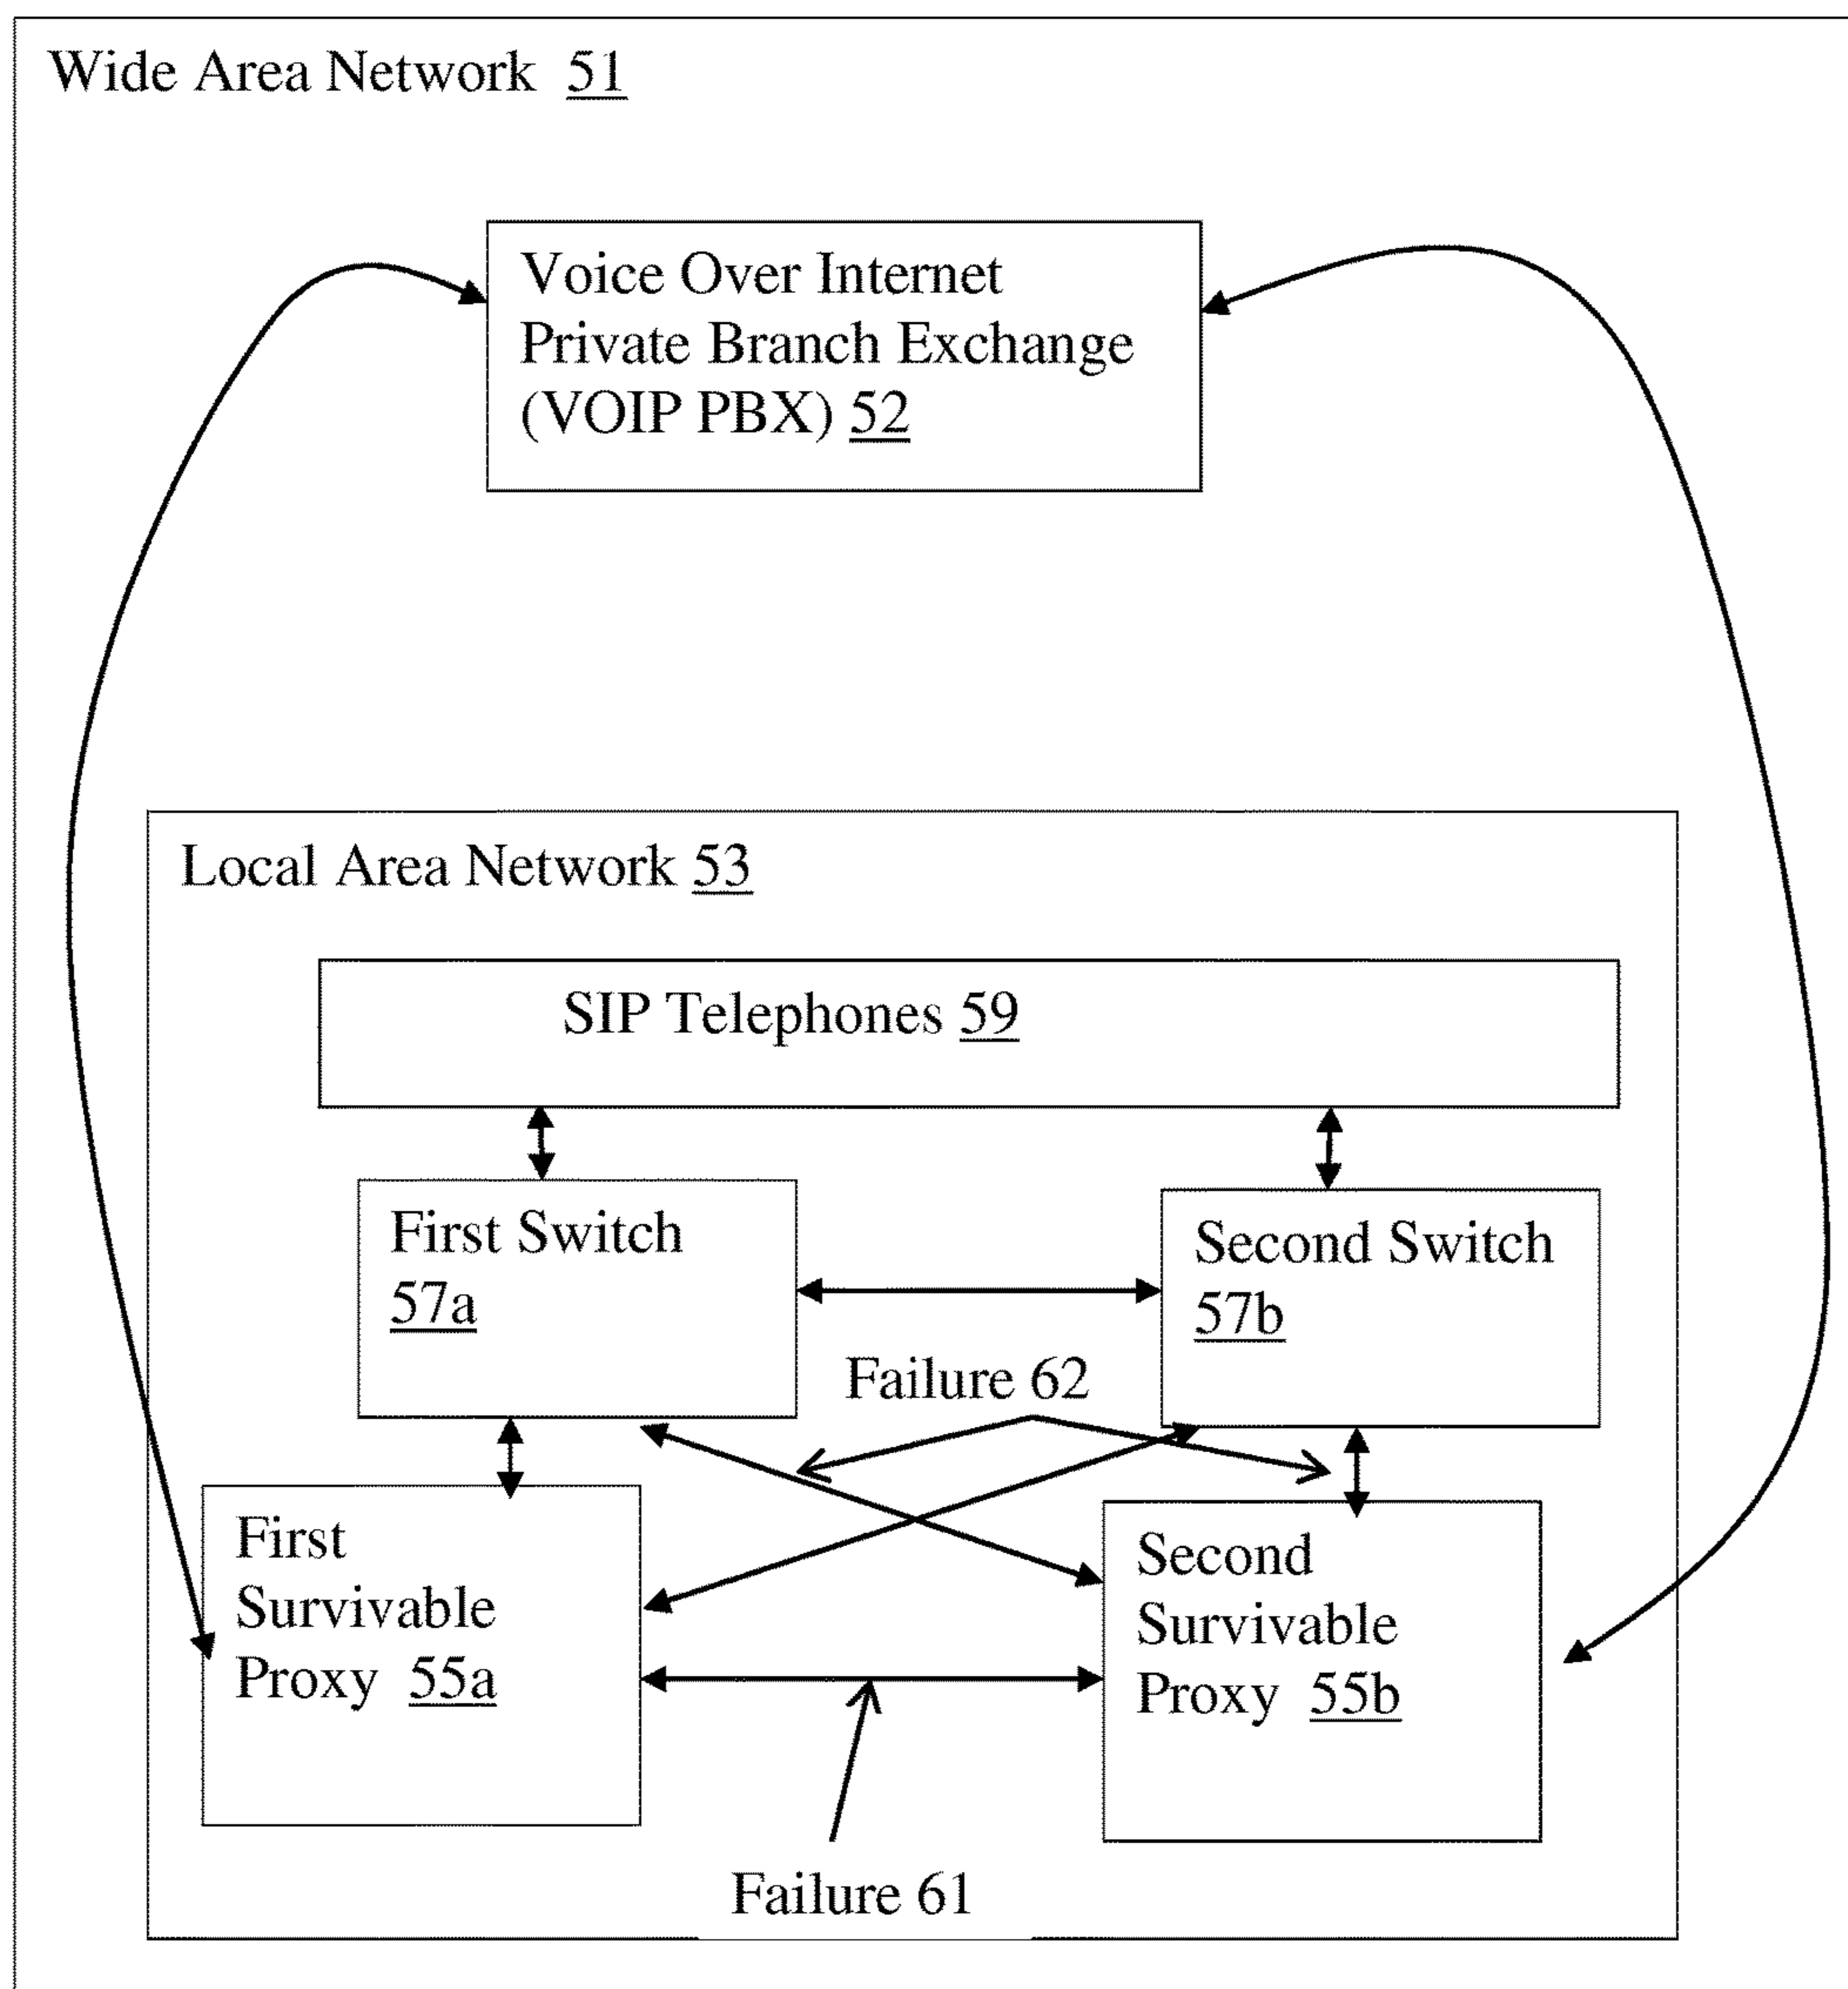 Wide Area Network 51
Voice Over Internet
Private Branch Exchange
(VOIP PBX) 52
Local Area Network 53
SIP Telephones 59
First Switch
57a
Second Switch
57b
Failure 62
First
Survivable
Proxy 55a
Second
Survivable
Proxy 55b
Failure 61